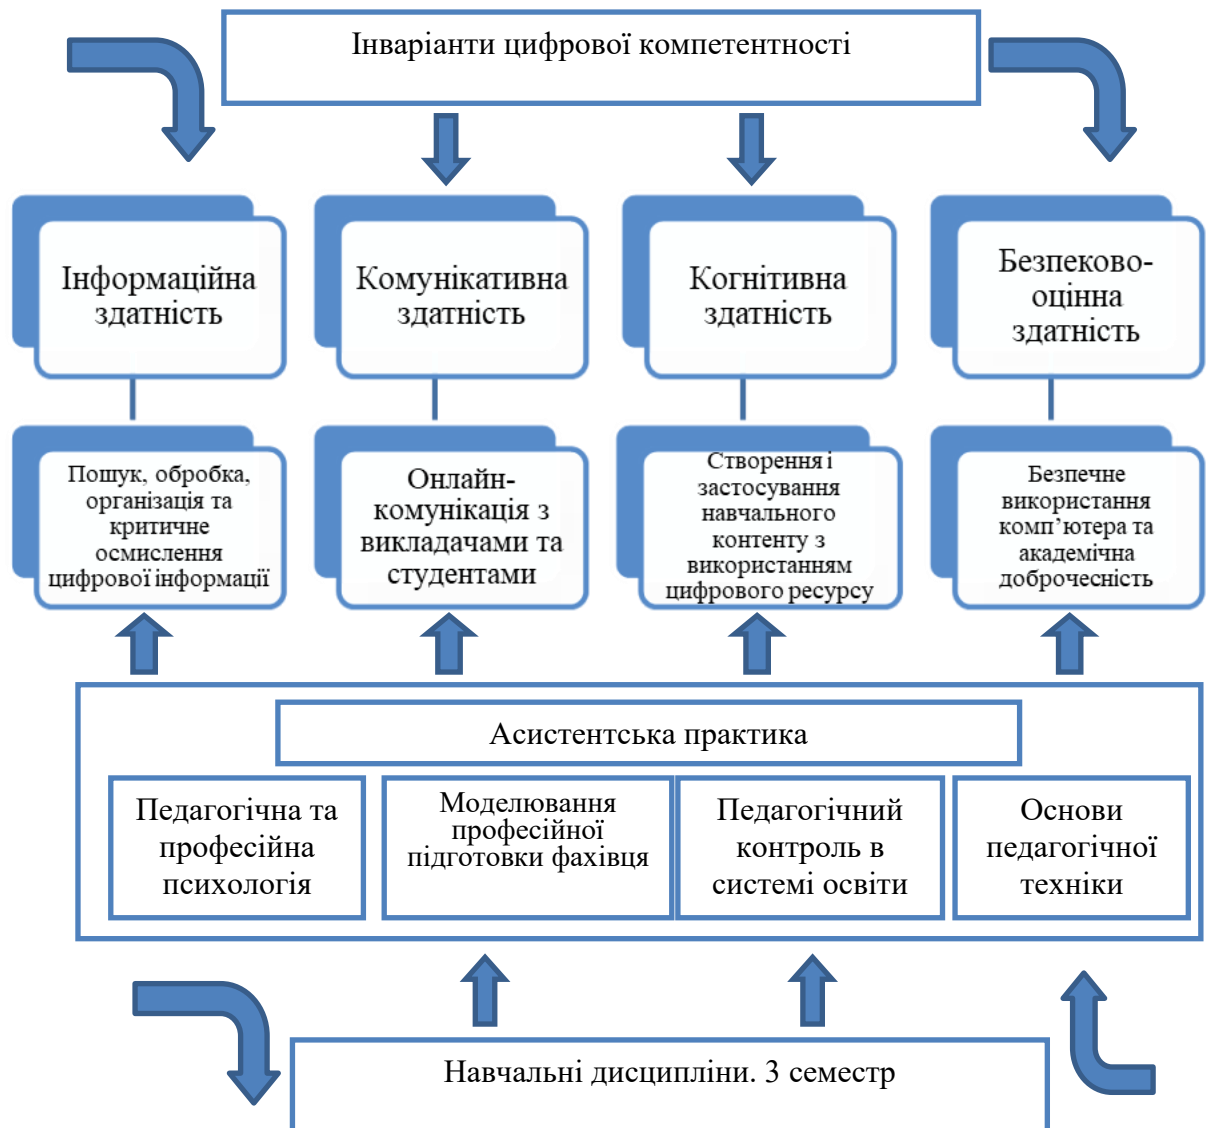 Інваріанти цифрової компетентності
Інформаційна
здатність
Комунікативна
здатність
Когнітивна
здатність
Безпеково-
оцінна
здатність
Пошук, обробка,
організація та
критичне
осмислення
цифрової інформації
Онлайн-
комунікація з
викладачами та
студентами
Створення і
застосування
навчального
контенту з
використанням
цифрового ресурсу
Безпечне
використання
комп’ютера та
академічна
доброчесність
Асистентська практика
Педагогічна та
професійна
психологія
Моделювання
професійної
підготовки фахівця
Педагогічний
контроль в
системі освіти
Основи
педагогічної
техніки
Навчальні дисципліни. 3 семестр